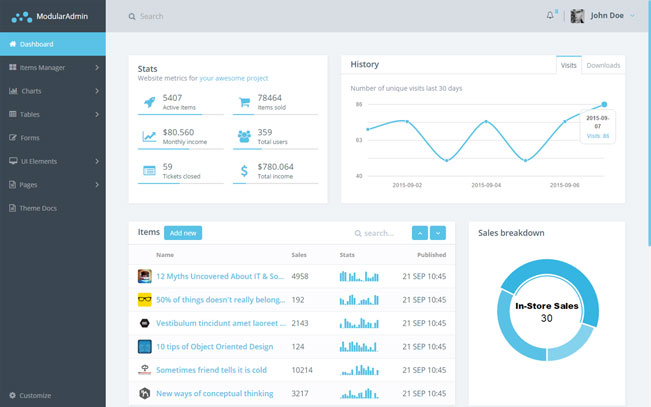 ModularAdmin
Search
8
John Doe
Dashboard
Items Manager
Charts
Tables
Forms
UI Elements
Pages
Theme Docs
Customize
Stats
Website metrics for your awesome project
5407
Active items
78464
Items sold
$80.560
Monthly income
359
Total users
59
Tickets closed
$780.064
Total income
History
Visits
Downloads
Number of unique visits last 30 days
86
63
40
2015-09-02
2015-09-04
2015-09-06
2015-09-
07
Visits: 86
Items
Add new
search...
Name
Sales
Stats
Published
12 Myths Uncovered About IT & So... 4958 21 SEP 10:45
50% of things doesn't really belong... 192 21 SEP 10:45
Vestibulum tincidunt amet laoreet ... 2143 21 SEP 10:45
10 tips of Object Oriented Design 124 21 SEP 10:45
Sometimes friend tells it is cold 10214 21 SEP 10:45
New ways of conceptual thinking 3217 21 SEP 10:45
Sales breakdown
In-Store Sales
30